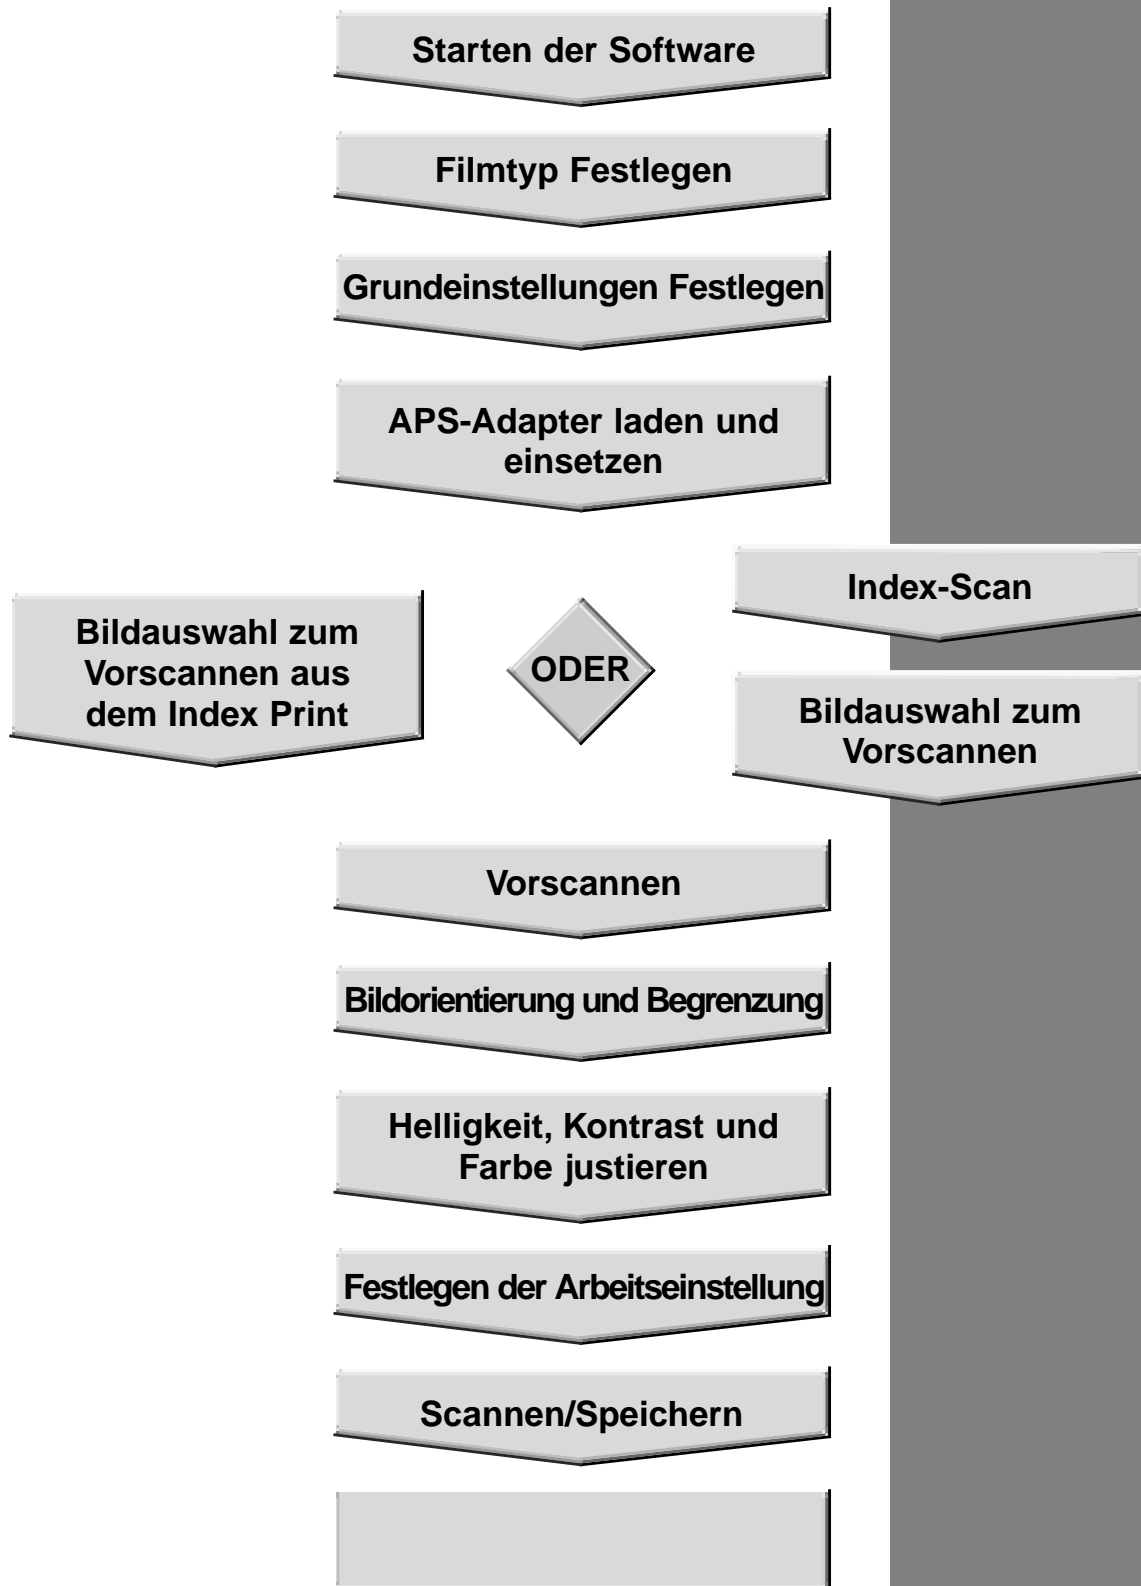 Starten der Software
Filmtyp Festlegen
Grundeinstellungen Festlegen
APS-Adapter laden und
einsetzen
Bildauswahl zum
Vorscannen aus
dem Index Print
ODER
Index-Scan
Bildauswahl zum
Vorscannen
Vorscannen
Bildorientierung und Begrenzung
Helligkeit, Kontrast und
Farbe justieren
Festlegen der Arbeitseinstellung
Scannen/Speichern